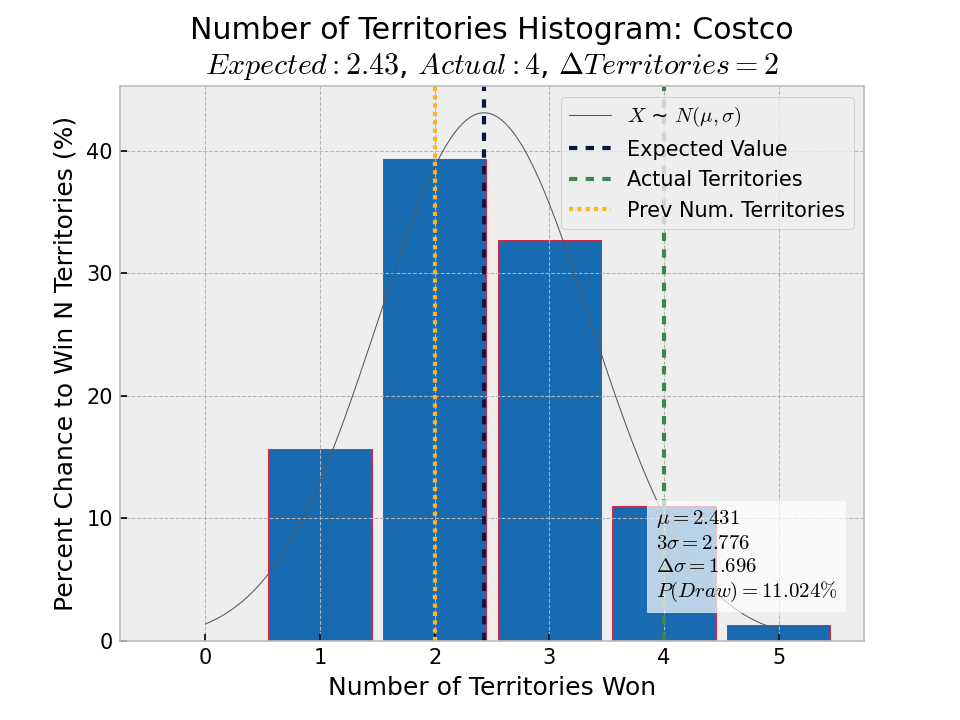 Number of Territories Histogram: Costco
Expected : 2.43, Actual : 4, ΔTerritories = 2
X ~ N(μ, σ)
Expected Value
Actual Territories
Prev Num. Territories
Percent Chance to Win N Territories (%)
40
30
20
10
0
μ = 2.431
3σ = 2.776
Δσ = 1.696
P(Draw) = 11.024%
0 1 2 3 4 5
Number of Territories Won